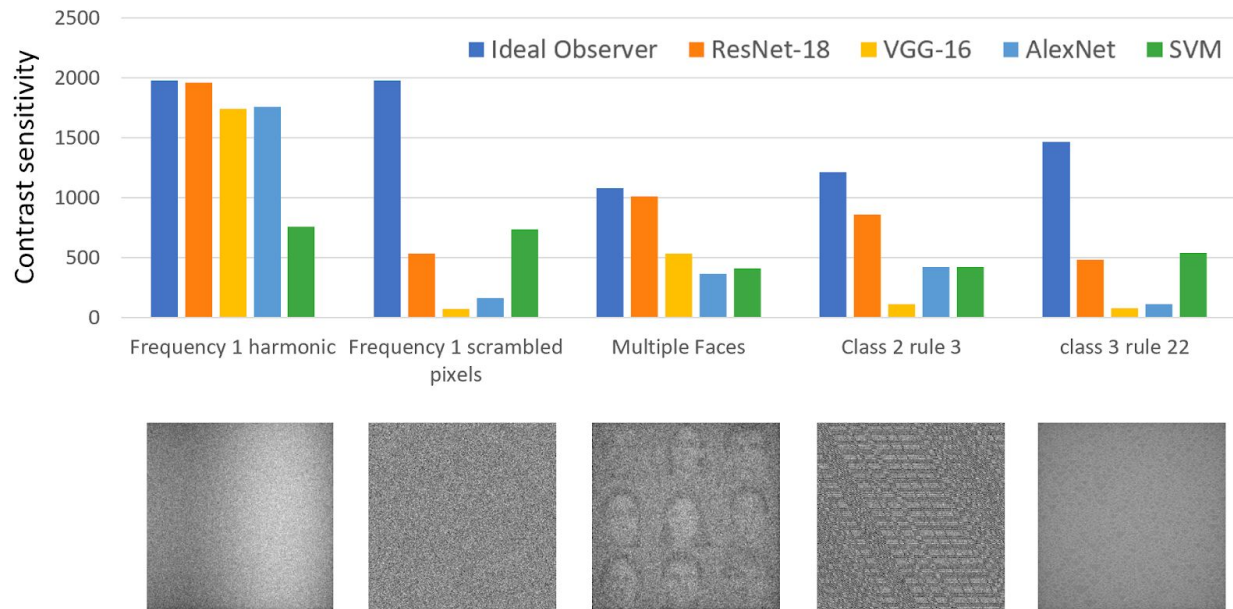 2500
Ideal Observer ResNet-18 VGG-16 AlexNet SVM
2000
1500
1000
500
0
Contrast sensitivity
Frequency 1 harmonic
Frequency 1 scrambled
pixels
Multiple Faces
Class 2 rule 3
class 3 rule 22